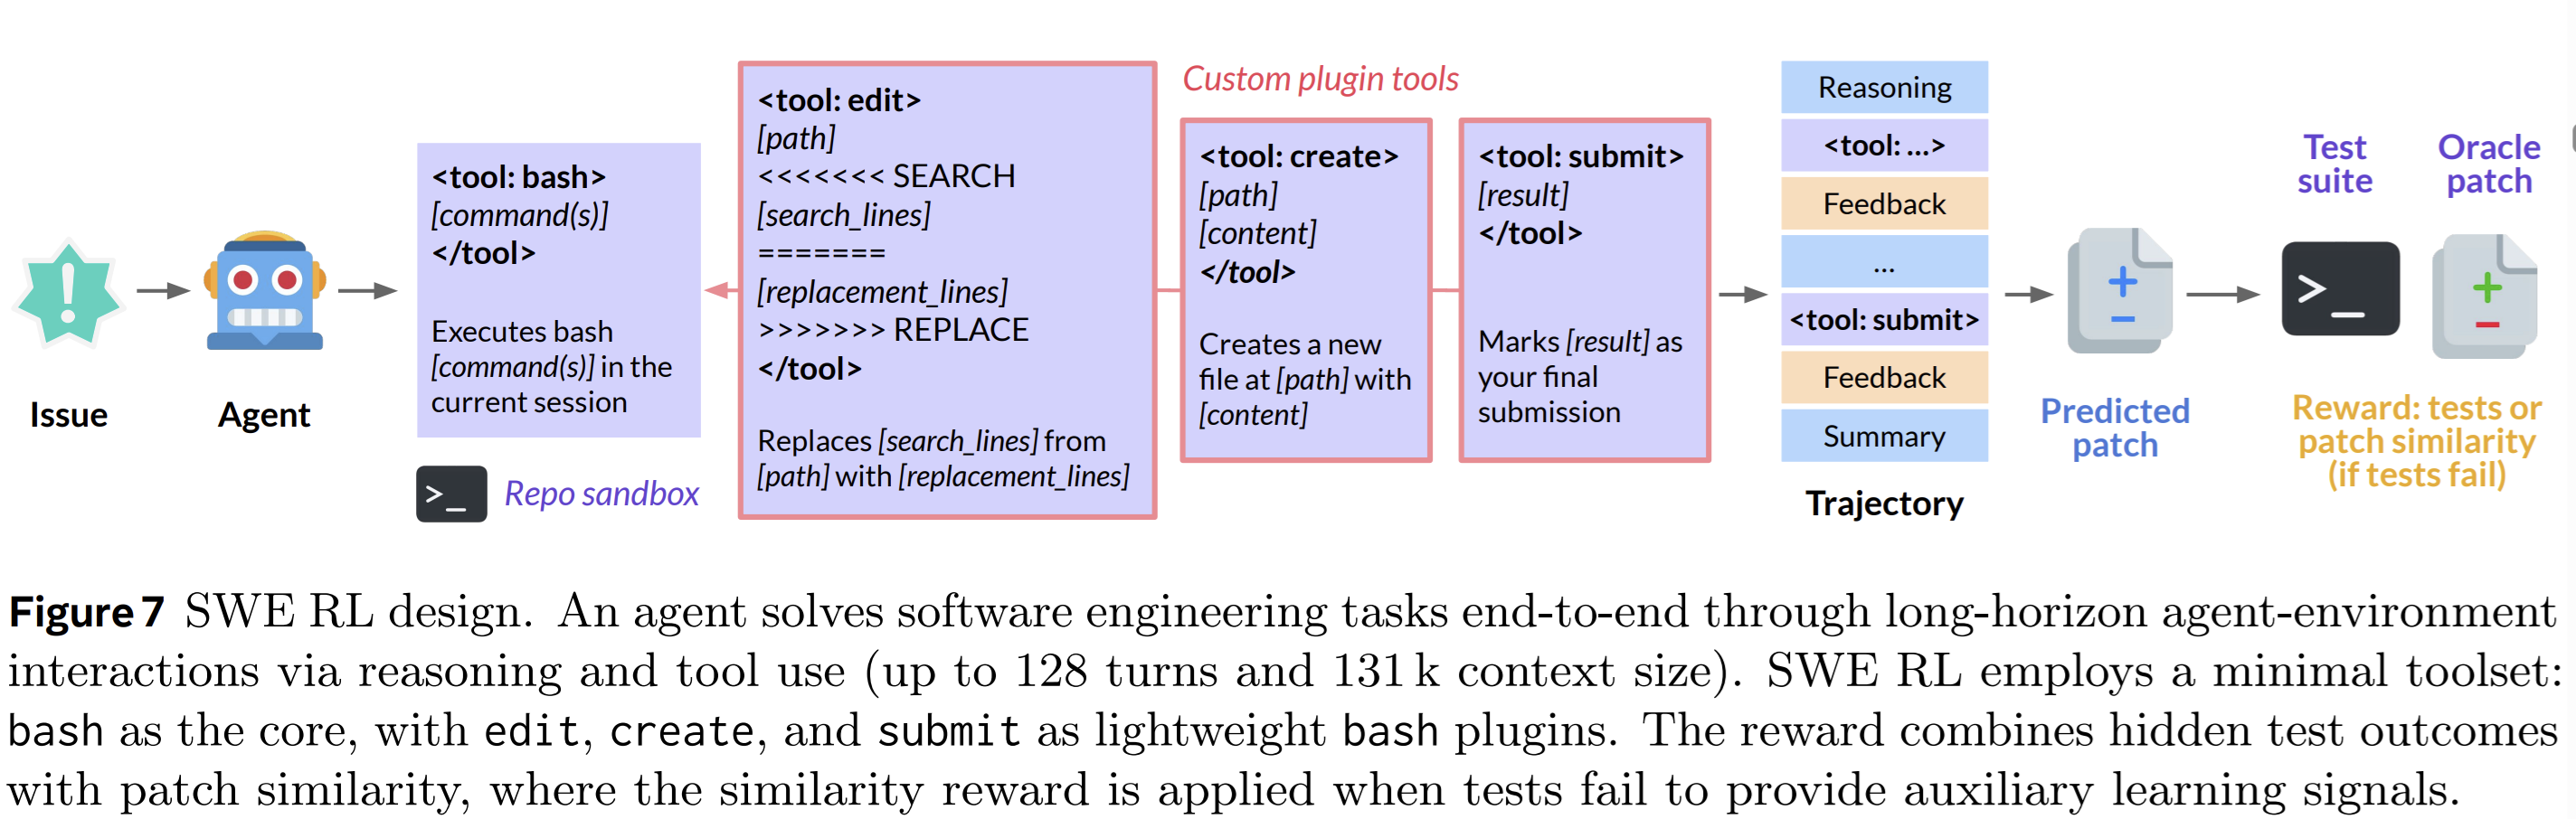 Issue
Agent
<tool: bash>
[command(s)]
</tool>
Executes bash
[command(s)] in the
current session
>_
Repo sandbox
<tool: edit>
[path]
<<<<<<< SEARCH
[search_lines]
=======
[replacement_lines]
>>>>>>> REPLACE
</tool>
Replaces [search_lines] from
[path] with [replacement_lines]
Custom plugin tools
<tool: create>
[path]
[content]
</tool>
Creates a new
file at [path] with
[content]
<tool: submit>
[result]
</tool>
Marks [result] as
your final
submission
Reasoning
<tool: ...>
Feedback
...
<tool: submit>
Feedback
Summary
Trajectory
Predicted
patch
Test
suite
Oracle
patch
>_
Reward: tests or
patch similarity
(if tests fail)
Figure 7 SWE RL design. An agent solves software engineering tasks end-to-end through long-horizon agent-environment
interactions via reasoning and tool use (up to 128 turns and 131 k context size). SWE RL employs a minimal toolset:
bash as the core, with edit, create, and submit as lightweight bash plugins. The reward combines hidden test outcomes
with patch similarity, where the similarity reward is applied when tests fail to provide auxiliary learning signals.